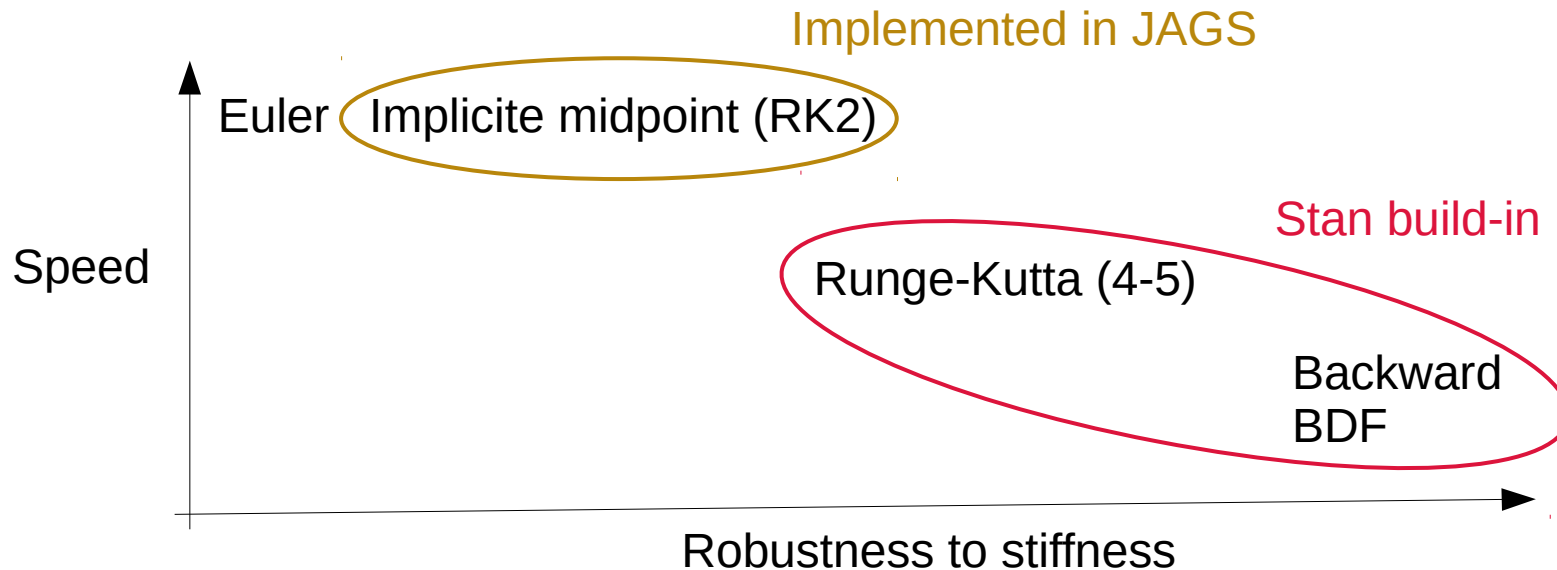 Implemented in JAGS
Euler
Implicite midpoint (RK2)
Stan build-in
Speed
Runge-Kutta (4-5)
Backward
BDF
Robustness to stiffness